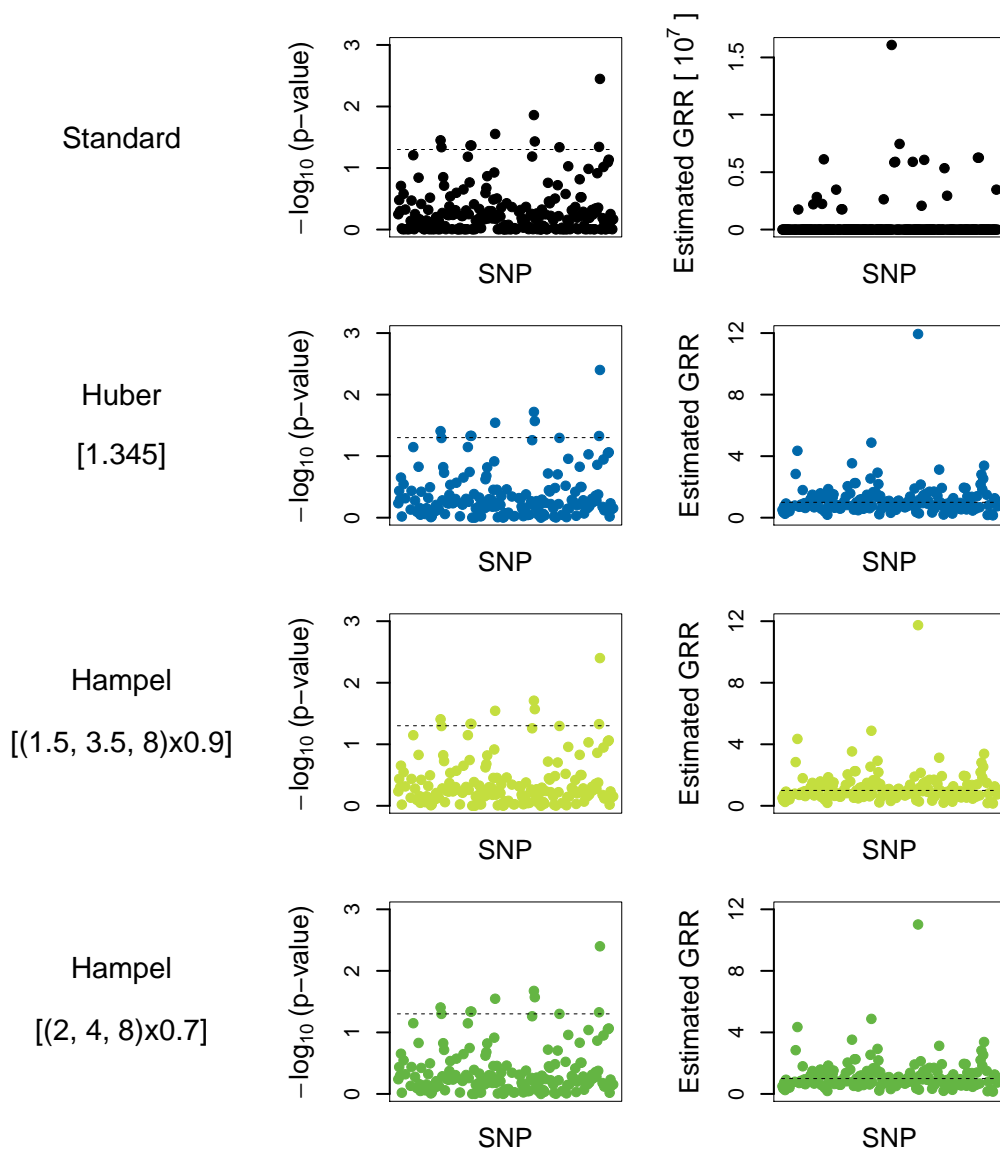 Standard
−log10 (p−value)
0 1 2 3
SNP
Estimated GRR [ 10^7 ]
0 0.5 1 1.5
SNP
Huber
[1.345]
−log10 (p−value)
0 1 2 3
SNP
Estimated GRR
0 4 8 12
SNP
Hampel
[(1.5, 3.5, 8)x0.9]
−log10 (p−value)
0 1 2 3
SNP
Estimated GRR
0 4 8 12
SNP
Hampel
[(2, 4, 8)x0.7]
−log10 (p−value)
0 1 2 3
SNP
Estimated GRR
0 4 8 12
SNP